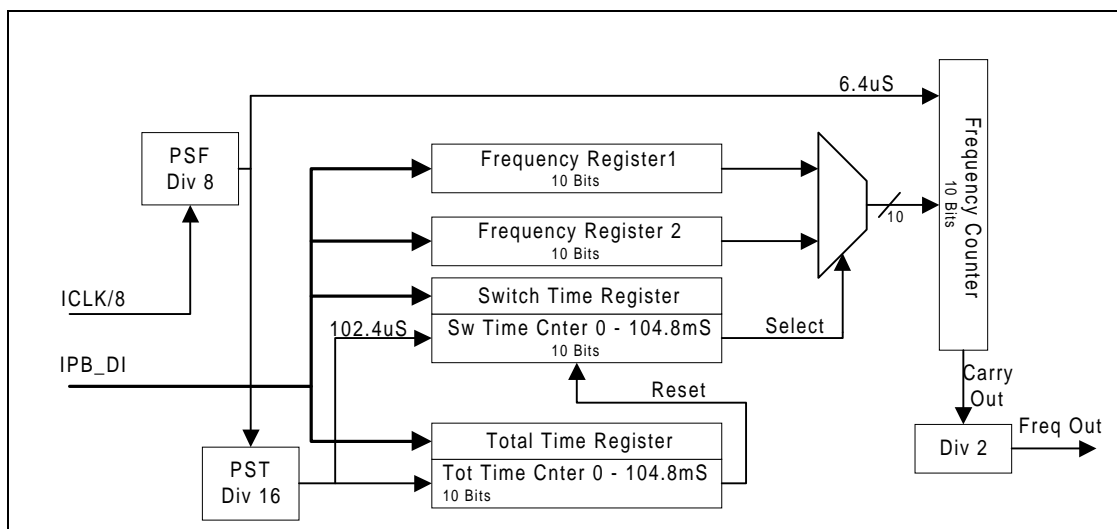 6.4uS
PSF
Div 8
Frequency Register1
10 Bits
Frequency Register 2
10 Bits
10
Frequency Counter
10 Bits
ICLK/8
Switch Time Register
102.4uS
Sw Time Cnter 0 - 104.8mS
10 Bits
Select
IPB_DI
Reset
Carry
Out
Total Time Register
Tot Time Cnter 0 - 104.8mS
10 Bits
PST
Div 16
Div 2
Freq Out